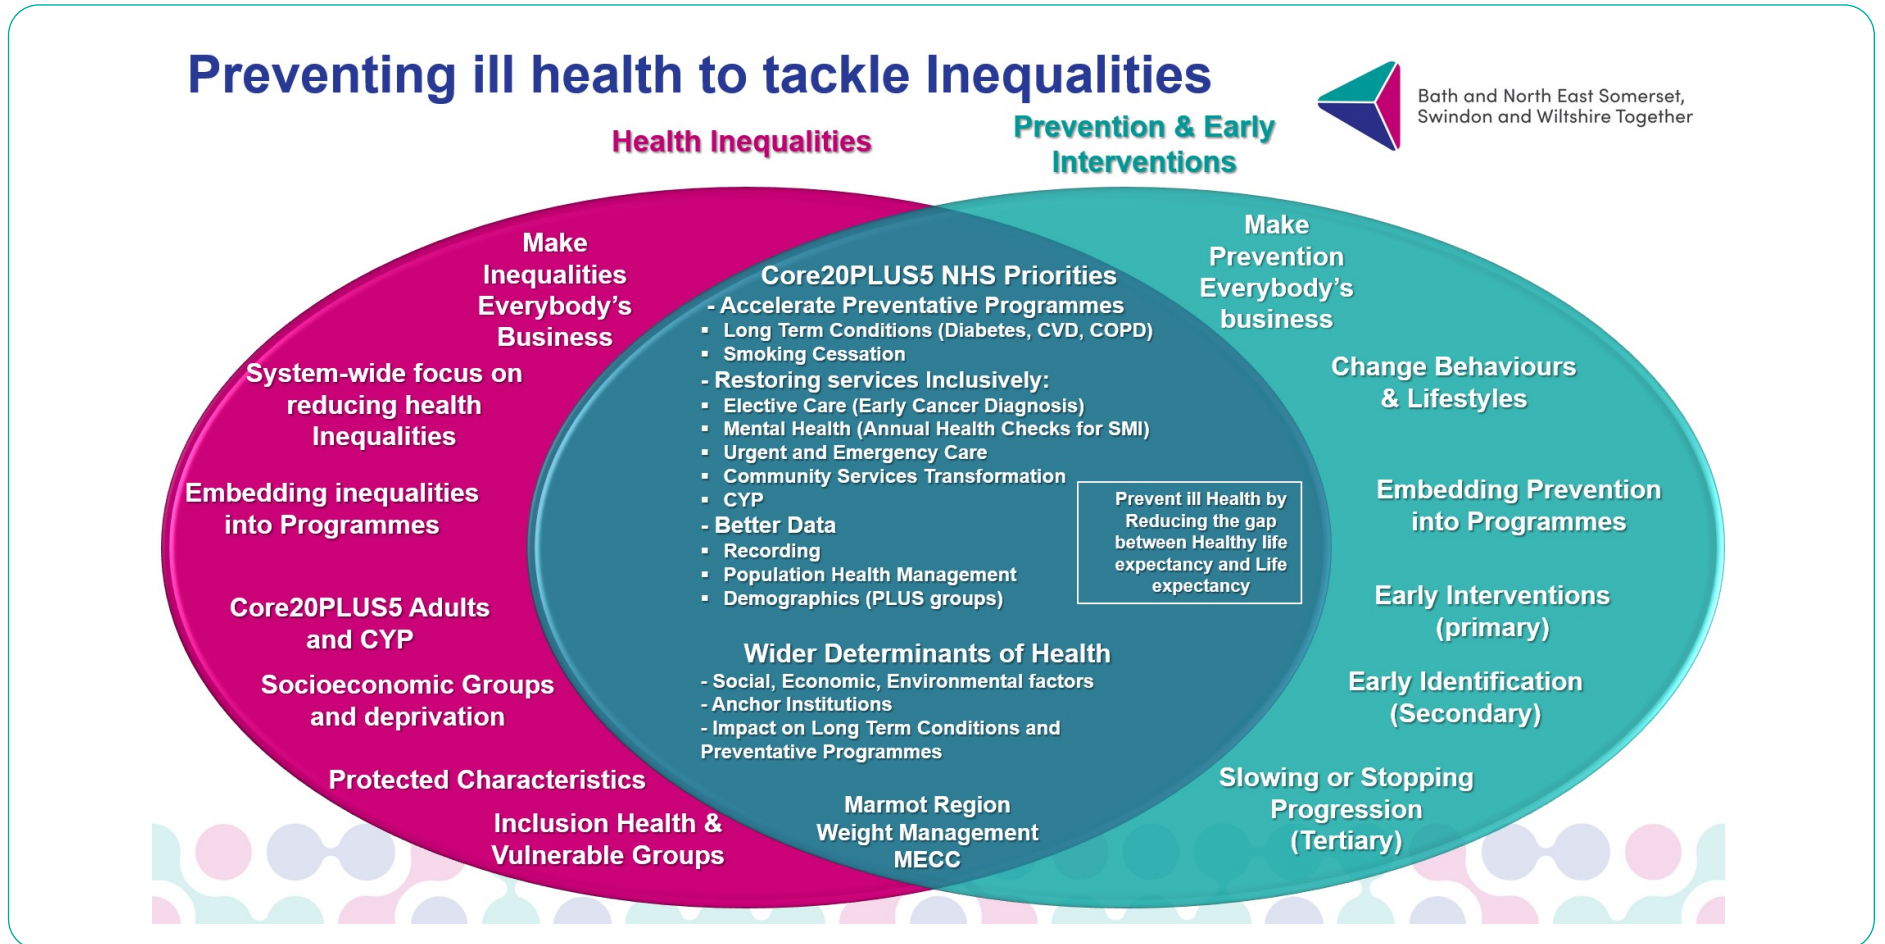 Preventing ill health to tackle Inequalities
Bath and North East Somerset,
Swindon and Wiltshire Together
Health Inequalities
Prevention & Early
Interventions
Make
Inequalities
Everybody's
Business
System-wide focus on
reducing health
Inequalities
Embedding inequalities
into Programmes
Core20PLUS5 Adults
and CYP
Socioeconomic Groups
and deprivation
Protected Characteristics
Inclusion Health &
Vulnerable Groups
Core20PLUS5 NHS Priorities
- Accelerate Preventative Programmes
▪ Long Term Conditions (Diabetes, CVD, COPD)
▪ Smoking Cessation
- Restoring services Inclusively:
▪ Elective Care (Early Cancer Diagnosis)
▪ Mental Health (Annual Health Checks for SMI)
▪ Urgent and Emergency Care
▪ Community Services Transformation
▪ CYP
- Better Data
▪ Recording
▪ Population Health Management
▪ Demographics (PLUS groups)
Prevent ill Health by
Reducing the gap
between Healthy life
expectancy and Life
expectancy
Wider Determinants of Health
- Social, Economic, Environmental factors
- Anchor Institutions
- Impact on Long Term Conditions and
Preventative Programmes
Marmot Region
Weight Management
MECC
Make
Prevention
Everybody's
business
Change Behaviours
& Lifestyles
Embedding Prevention
into Programmes
Early Interventions
(primary)
Early Identification
(Secondary)
Slowing or Stopping
Progression
(Tertiary)